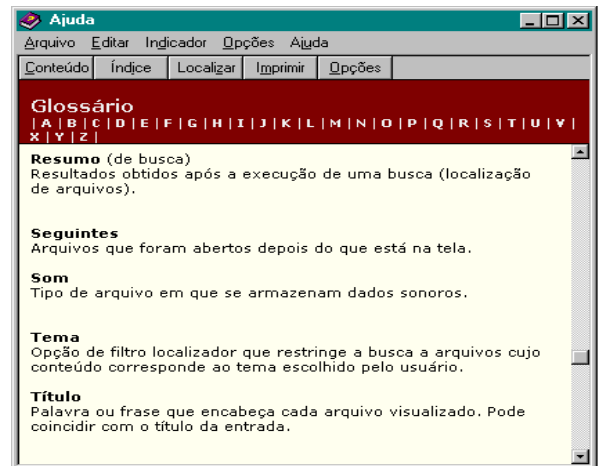 Ajuda
Arquivo Editar Indicador Opções Ajuda
Conteúdo Índice Localizar Imprimir Opções
Glossário
| A | B | C | D | E | F | G | H | I | J | K | L | M | N | O | P | Q | R | S | T | U | V |
X | Y | Z |
Resumo (de busca)
Resultados obtidos após a execução de uma busca (localização
de arquivos).
Seguintes
Arquivos que foram abertos depois do que está na tela.
Som
Tipo de arquivo em que se armazenam dados sonoros.
Tema
Opção de filtro localizador que restringe a busca a arquivos cujo
conteúdo corresponde ao tema escolhido pelo usuário.
Título
Palavra ou frase que encabeça cada arquivo visualizado. Pode
coincidir com o título da entrada.